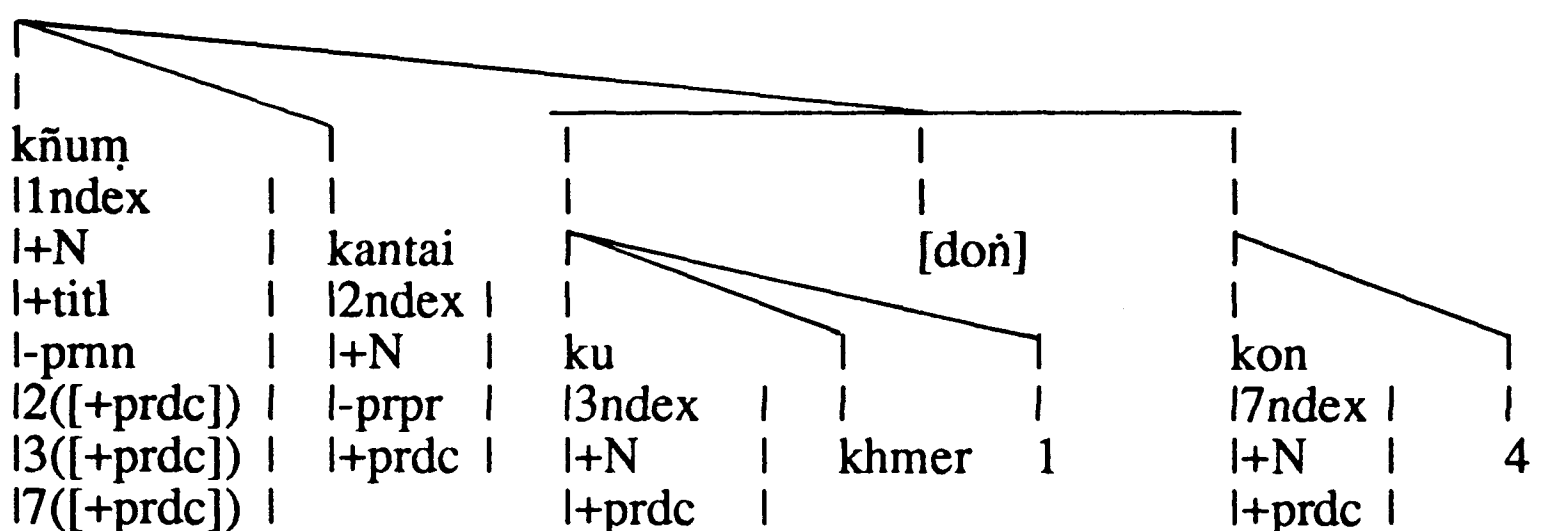 kñuṃ
|1ndex |
|+N | kantai [doṅ]
|+titl | |2ndex |
|-prnn | |+N | ku kon
|2([+prdc]) | |-prpr | |3ndex | |7ndex |
|3([+prdc]) | |+prdc | |+N | khmer 1 |+N | 4
|7([+prdc]) | |+prdc | |+prdc |